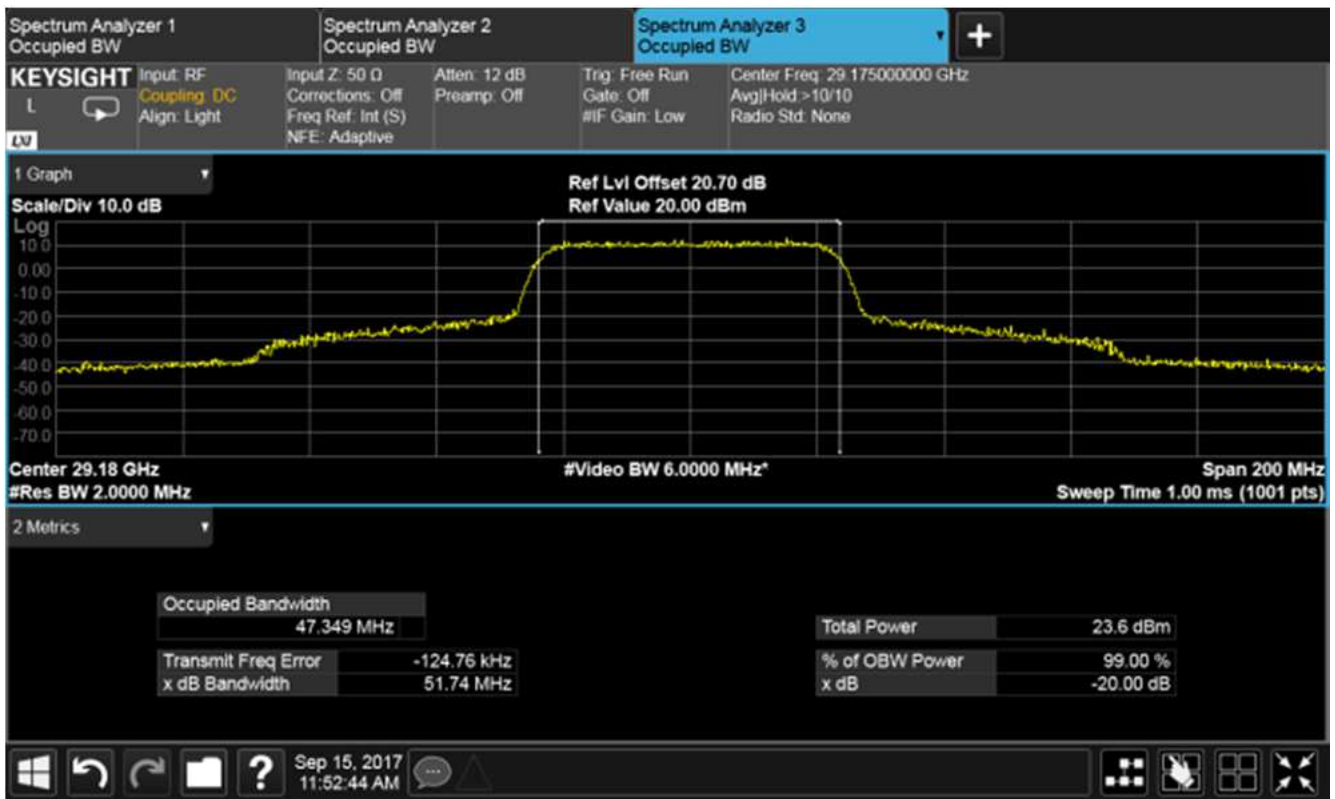 Spectrum Analyzer 1
Occupied BW
Spectrum Analyzer 2
Occupied BW
Spectrum Analyzer 3
Occupied BW
KEYSIGHT
L
LXI
Input: RF
Coupling: DC
Align: Light
Input Z: 50 Ω
Corrections: Off
Freq Ref: Int (S)
NFE: Adaptive
Atten: 12 dB
Preamp: Off
Trig: Free Run
Gate: Off
#IF Gain: Low
Center Freq: 29.175000000 GHz
Avg|Hold:>10/10
Radio Std: None
1 Graph
Scale/Div 10.0 dB
Ref Lvl Offset 20.70 dB
Ref Value 20.00 dBm
Log
10.0
0.00
-10.0
-20.0
-30.0
-40.0
-50.0
-60.0
-70.0
Center 29.18 GHz
#Video BW 6.0000 MHz*
Span 200 MHz
#Res BW 2.0000 MHz
Sweep Time 1.00 ms (1001 pts)
2 Metrics
Occupied Bandwidth
47.349 MHz
Total Power 23.6 dBm
Transmit Freq Error -124.76 kHz
% of OBW Power 99.00 %
x dB Bandwidth 51.74 MHz
x dB -20.00 dB
?
Sep 15, 2017
11:52:44 AM